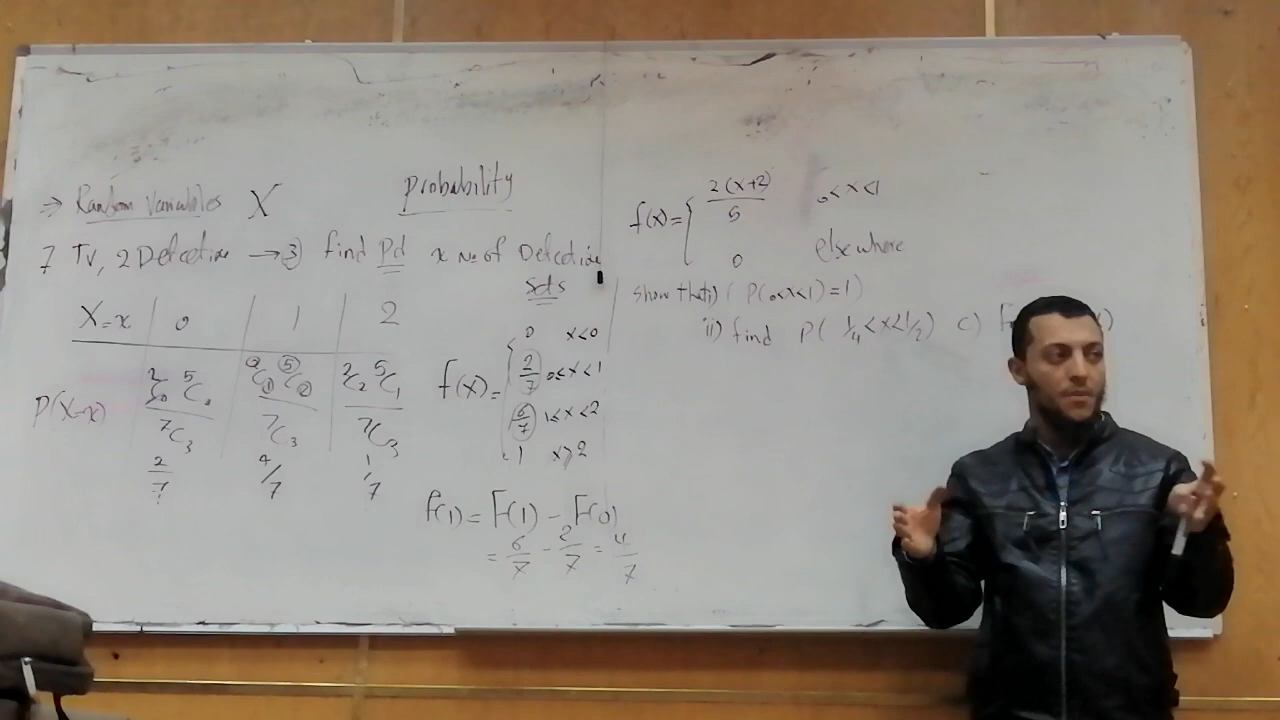 probability
⇒ Random Variables X
7 TV, 2 Defective → 3) find Pd x No of Defective sets
X=x | 0 | 1 | 2
P(X=x) | ²C₀ ⁵C₃ / ⁷C₃ | ²C₁ ⁵C₂ / ⁷C₃ | ²C₂ ⁵C₁ / ⁷C₃
2/7 | 4/7 | 1/7
f(x) = { 0 x<0
2/7 0≤x<1
6/7 1≤x<2
1 x≥2
f(1) = F(1) - F(0)
= 6/7 - 2/7 = 4/7
f(x) = { 2(x+2)/5 0<x<1
0 elsewhere
show that i) ( P(0<x<1)=1 )
ii) find P( 1/4 <x<1/2 ) c)